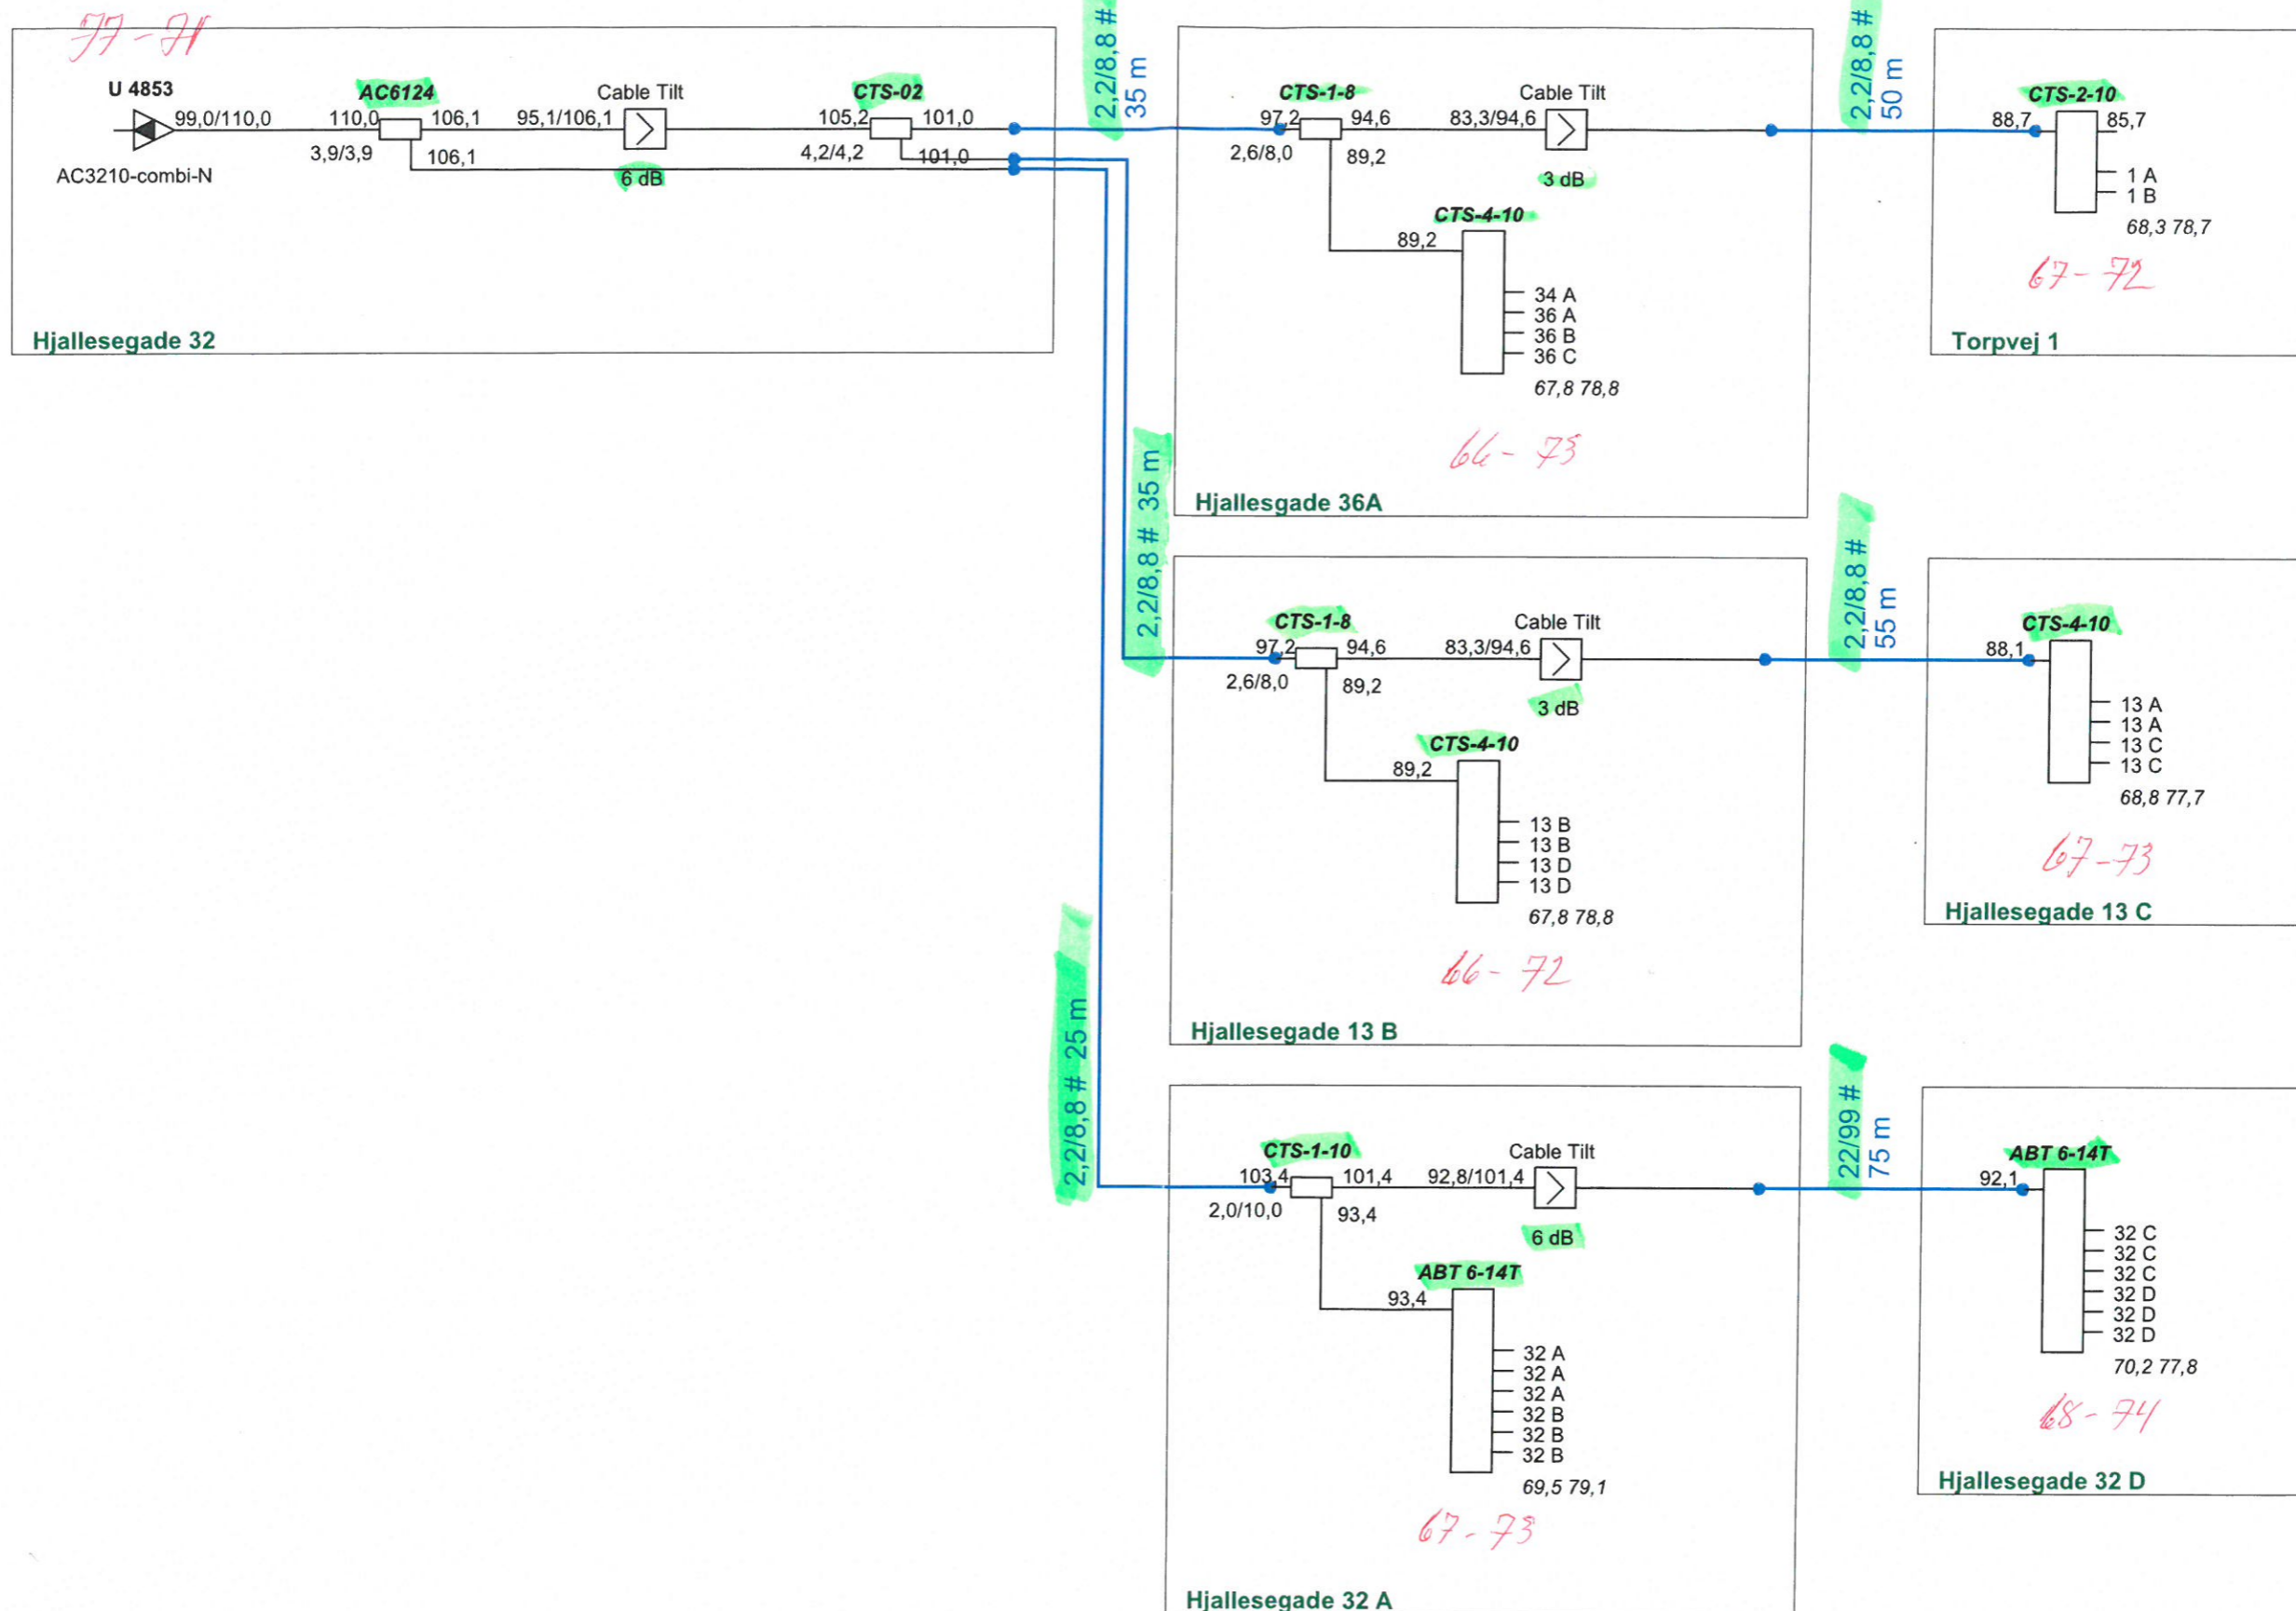 77-71
U 4853
99,0/110,0
AC3210-combi-N
AC6124
110,0
106,1
3,9/3,9
106,1
Cable Tilt
95,1/106,1
6 dB
CTS-02
105,2
101,0
4,2/4,2
101,0
Hjallesegade 32
2,2/8,8 #
35 m
CTS-1-8
97,2
94,6
2,6/8,0
89,2
Cable Tilt
83,3/94,6
3 dB
CTS-4-10
89,2
34 A
36 A
36 B
36 C
67,8 78,8
66-73
Hjallesgade 36A
2,2/8,8 #
50 m
CTS-2-10
88,7
85,7
1 A
1 B
68,3 78,7
67-72
Torpvej 1
2,2/8,8 # 35 m
CTS-1-8
97,2
94,6
2,6/8,0
89,2
Cable Tilt
83,3/94,6
3 dB
CTS-4-10
89,2
13 B
13 B
13 D
13 D
67,8 78,8
66-72
Hjallesegade 13 B
2,2/8,8 #
55 m
CTS-4-10
88,1
13 A
13 A
13 C
13 C
68,8 77,7
67-73
Hjallesegade 13 C
2,2/8,8 # 25 m
CTS-1-10
103,4
101,4
2,0/10,0
93,4
Cable Tilt
92,8/101,4
6 dB
ABT 6-14T
93,4
32 A
32 A
32 A
32 B
32 B
32 B
69,5 79,1
67-73
Hjallesegade 32 A
22/99 #
75 m
ABT 6-14T
92,1
32 C
32 C
32 C
32 D
32 D
32 D
70,2 77,8
68-74
Hjallesegade 32 D